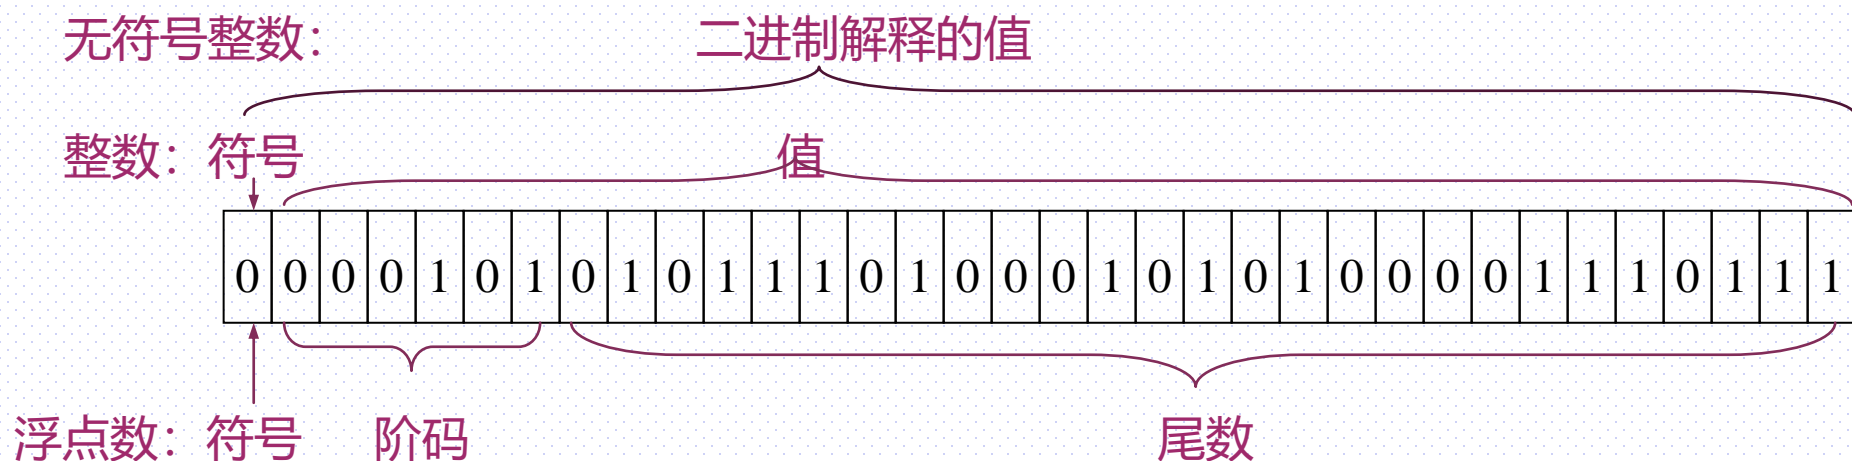 无符号整数： 二进制解释的值
整数：符号 值
0 0 0 0 1 0 1 0 1 0 1 1 1 0 1 0 0 0 1 0 1 0 1 0 0 0 0 1 1 1 0 1 1 1
浮点数：符号 阶码 尾数